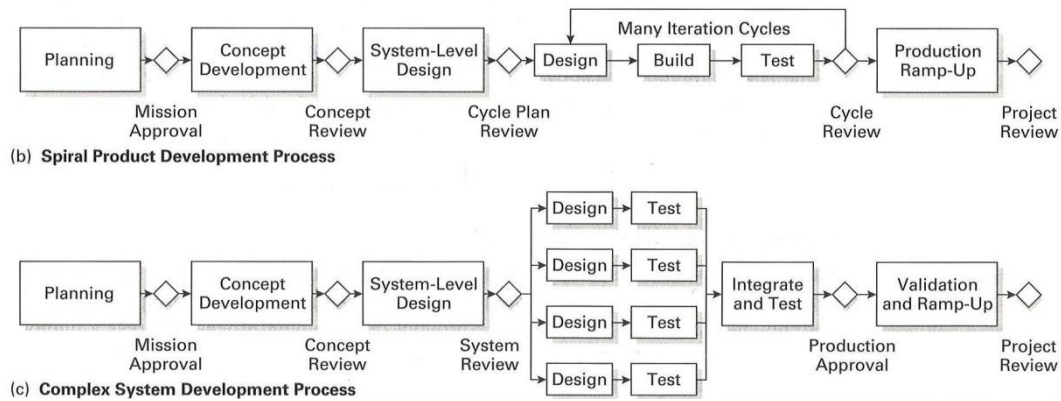 Many Iteration Cycles
Planning
Concept
Development
System-Level
Design
Design
Build
Test
Production
Ramp-Up
Mission
Approval
Concept
Review
Cycle Plan
Review
Cycle
Review
Project
Review
(b) Spiral Product Development Process
Design
Test
Design
Test
Planning
Concept
Development
System-Level
Design
Integrate
and Test
Validation
and Ramp-Up
Design
Test
Mission
Approval
Concept
Review
System
Review
Production
Approval
Project
Review
Design
Test
(c) Complex System Development Process